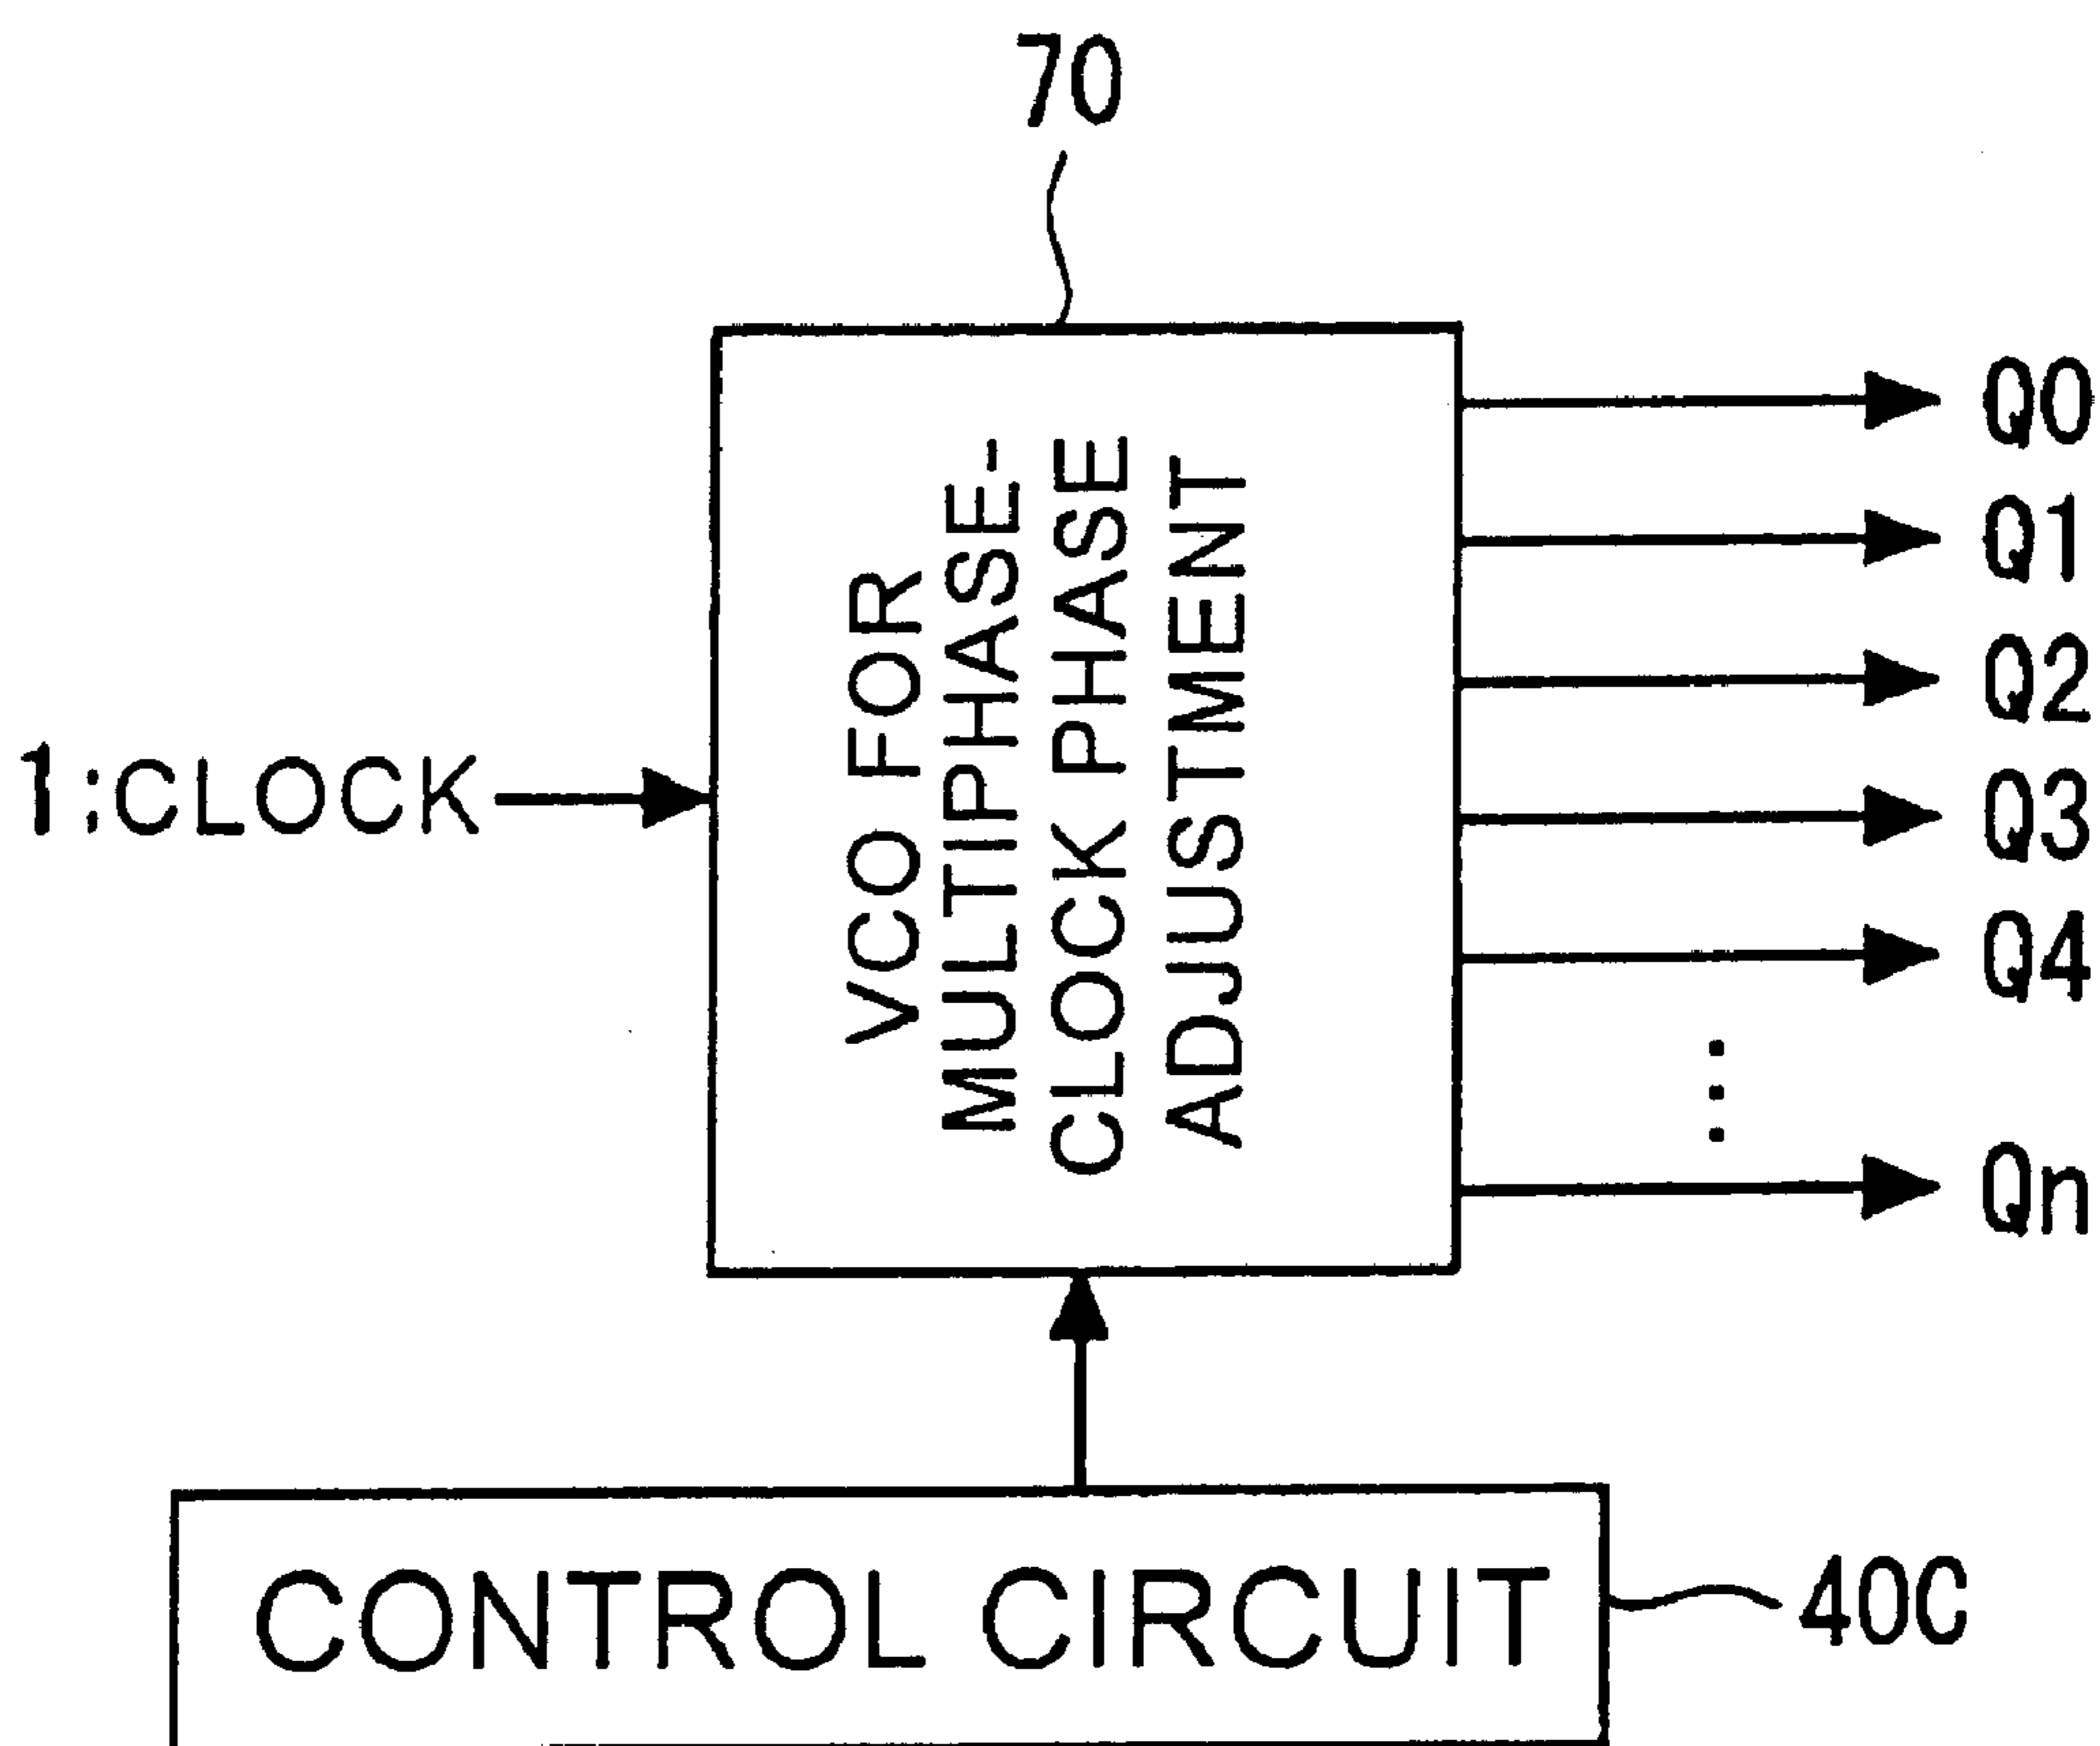 70
1:CLOCK
VCO FOR
MULTIPHASE-
CLOCK PHASE
ADJUSTMENT
Q0
Q1
Q2
Q3
Q4
Qn
CONTROL CIRCUIT
40C